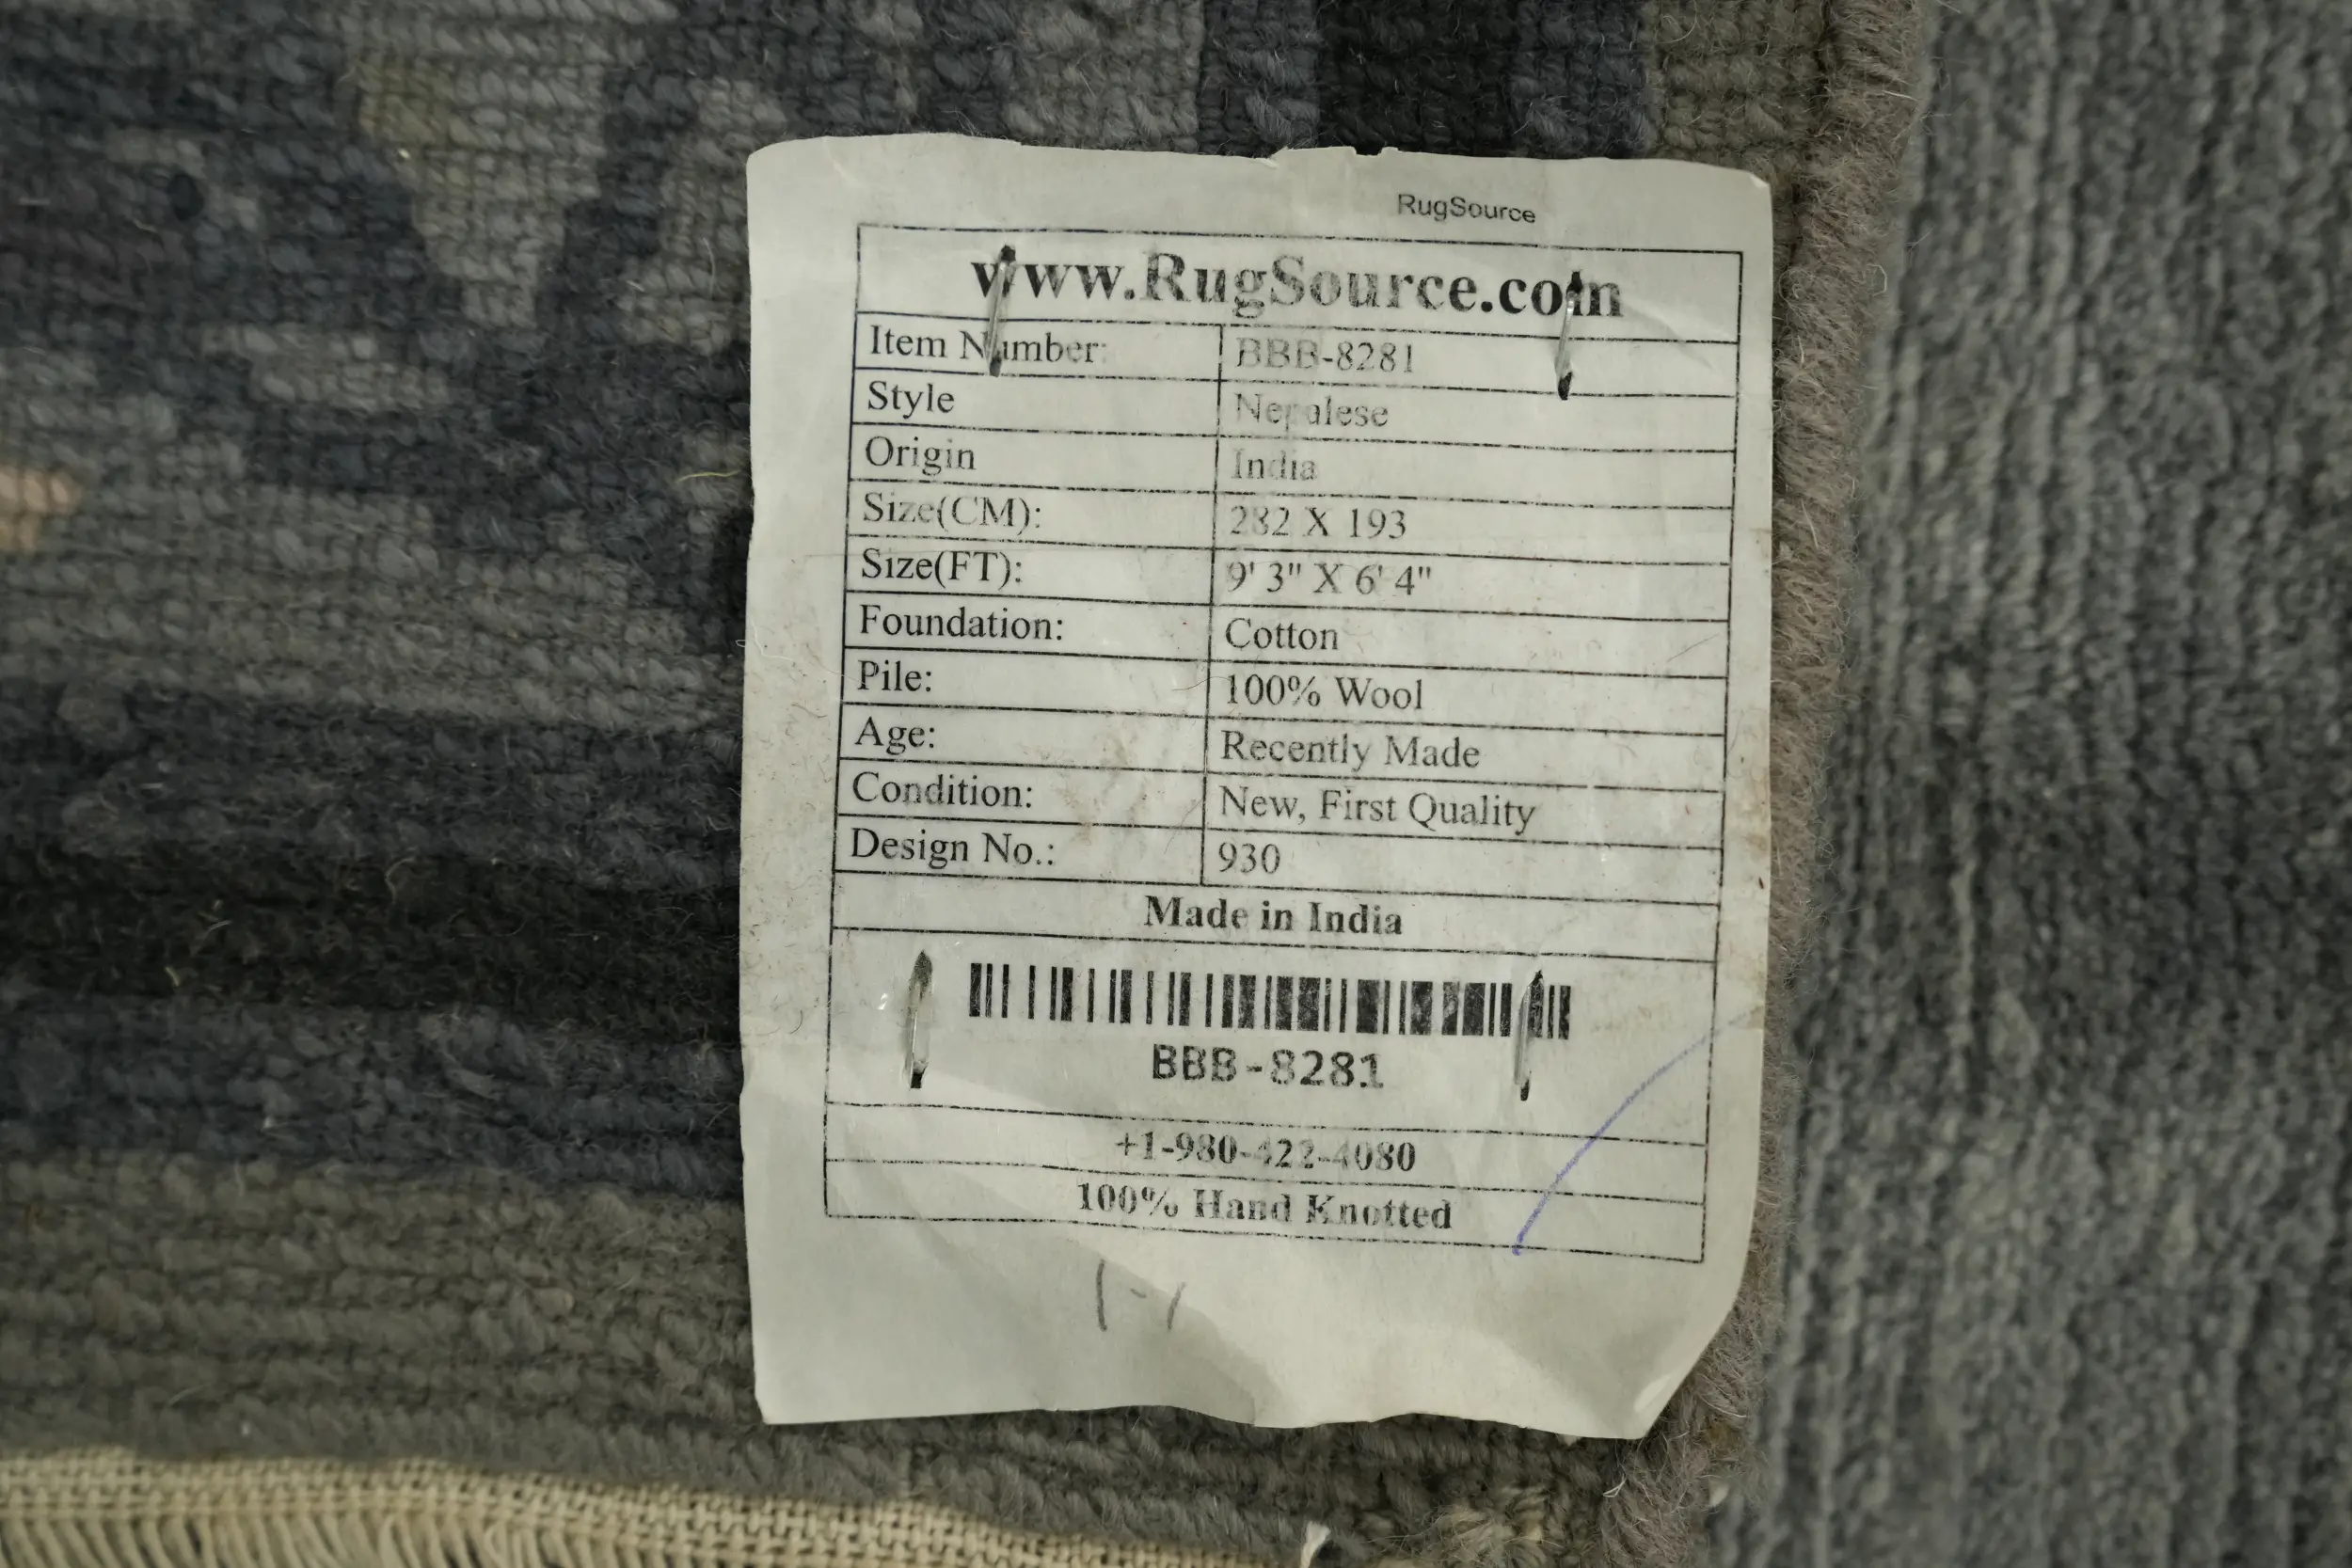 RugSource
www.RugSource.com
Item Number: BBB-8281
Style Nepalese
Origin India
Size(CM): 282 X 193
Size(FT): 9' 3" X 6' 4"
Foundation: Cotton
Pile: 100% Wool
Age: Recently Made
Condition: New, First Quality
Design No.: 930
Made in India
BBB-8281
+1-980-422-4080
100% Hand Knotted
1-1